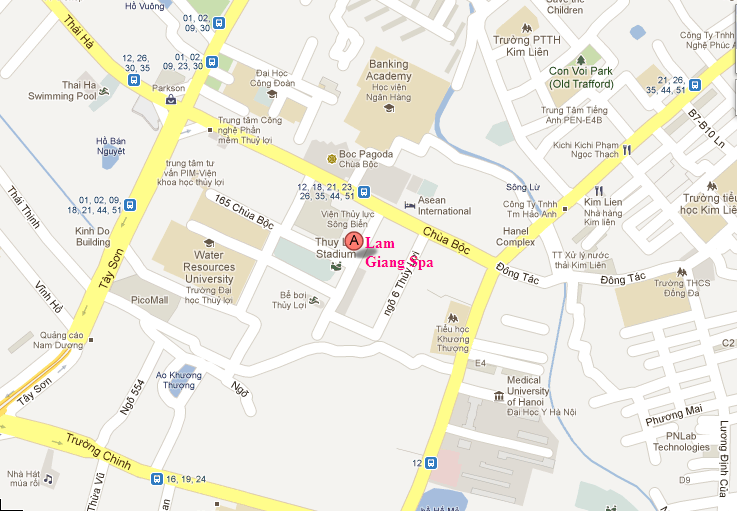 Hồ Vuông
Save the
Children
01, 02,
09, 30
Thái Hà
Trường PTTH
Kim Liên
Công Ty Tnhh
Nghệ Phúc A
12, 26,
30, 35
01, 02,
09, 23, 30
Banking
Academy
Học viện
Ngân Hàng
Con Voi Park
(Old Trafford)
Đại Học
Công Đoàn
Thai Ha
Swimming Pool
Parkson
21, 26,
35, 44, 51
Trung Tâm Tiếng
Anh PEN-E4B
B7-B10 Ln
Trung tâm Công
nghệ Phần
mềm Thuỷ lợi
Hồ Bán
Nguyệt
Kichi Kichi Phạm
Ngọc Thạch
Boc Pagoda
Chùa Bộc
trung tâm tư
vấn PIM-Viện
khoa học thủy lợi
12, 18, 21, 23,
26, 35, 44, 51
Sông Lừ
Trường tiểu
học Kim Liên
Thái Thịnh
165 Chùa Bộc
Asean
International
Kim Lien
Nhà hàng
Kim liên
01, 02, 09,
18, 21, 44, 51
Công ty Tnhh
Tm Hào Anh
Viện Thủy lực
Sông Biển
Kinh Do
Building
Chùa Bộc
Hanel
Complex
A
Lam
Giang Spa
Stadium
Water
Resources
University
Trường Đại
học Thuỷ lợi
Tây Sơn
TT Xử lý nước
thải Kim Liên
Đông Tác
Đông Tác
Trường THCS
Đống Đa
Vĩnh Hồ
PicoMall
Bể bơi
Thủy Lợi
ngõ 6 Thủy
Tiểu học
Khương
Thượng
Quảng cáo
Nam Dương
C2
E4
Ao Khương
Thượng
Ngõ
Ngõ 554
Tây Sơn
Medical
University
of Hanoi
Đại Học Y Hà Nội
Phương Mai
Lương Định Của
PNLab
Technologies
Trường Chinh
12
Nhà Hát
múa rối
16, 19, 24
Thừa Vũ
D9